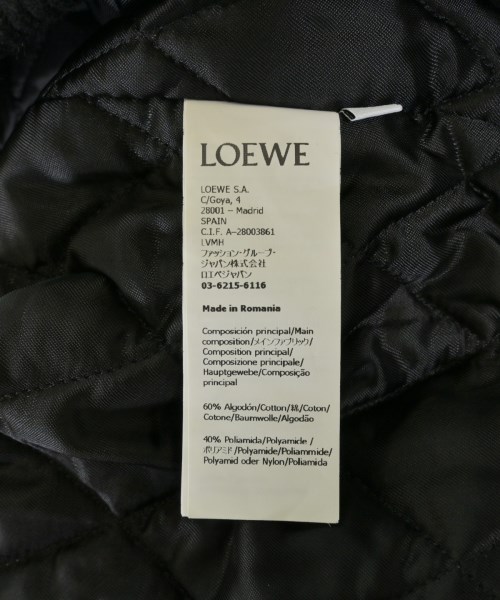 LOEWE
LOEWE S.A.
C/Goya, 4
28001 – Madrid
SPAIN
C.I.F. A–28003861
LVMH
ファッション・グループ・
ジャパン株式会社
ロエベジャパン
03-6215-6116
Made in Romania
Composición principal/Main
composition/メインファブリック/
Composition principal/
Composizione principale/
Hauptgewebe/Composição
principal
60% Algodón/Cotton/綿/Coton/
Cotone/Baumwolle/Algodão
40% Poliamida/Polyamide /
ポリアミド/Polyamide/Poliammide/
Polyamid oder Nylon/Poliamida